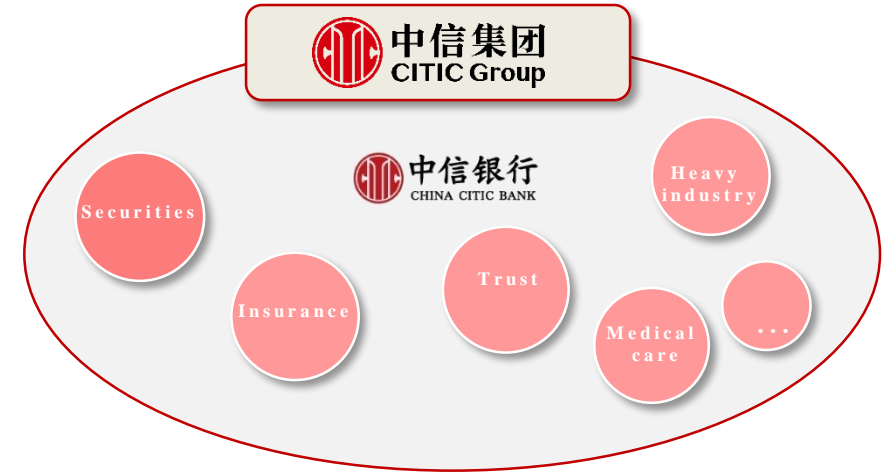 中信集团
CITIC Group
中信银行
CHINA CITIC BANK
Heavy
industry
Securities
Trust
Insurance
Medical
care
...